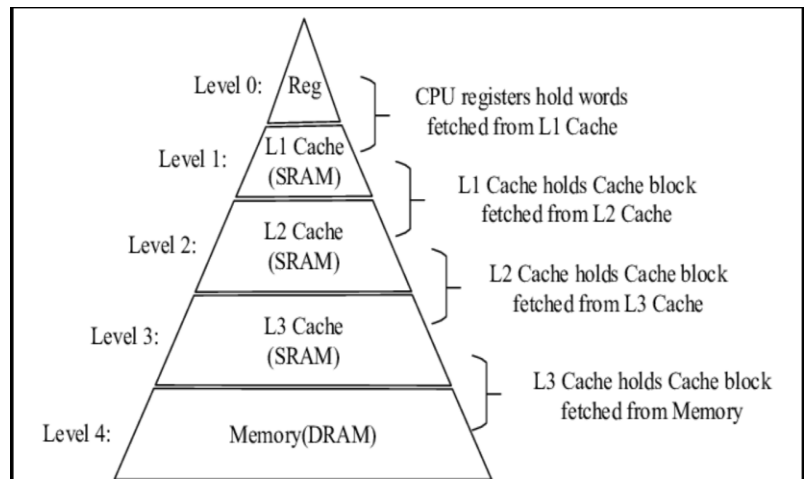 Level 0:
Reg
CPU registers hold words
fetched from L1 Cache
Level 1:
L1 Cache
(SRAM)
L1 Cache holds Cache block
fetched from L2 Cache
Level 2:
L2 Cache
(SRAM)
L2 Cache holds Cache block
fetched from L3 Cache
Level 3:
L3 Cache
(SRAM)
L3 Cache holds Cache block
fetched from Memory
Level 4:
Memory(DRAM)